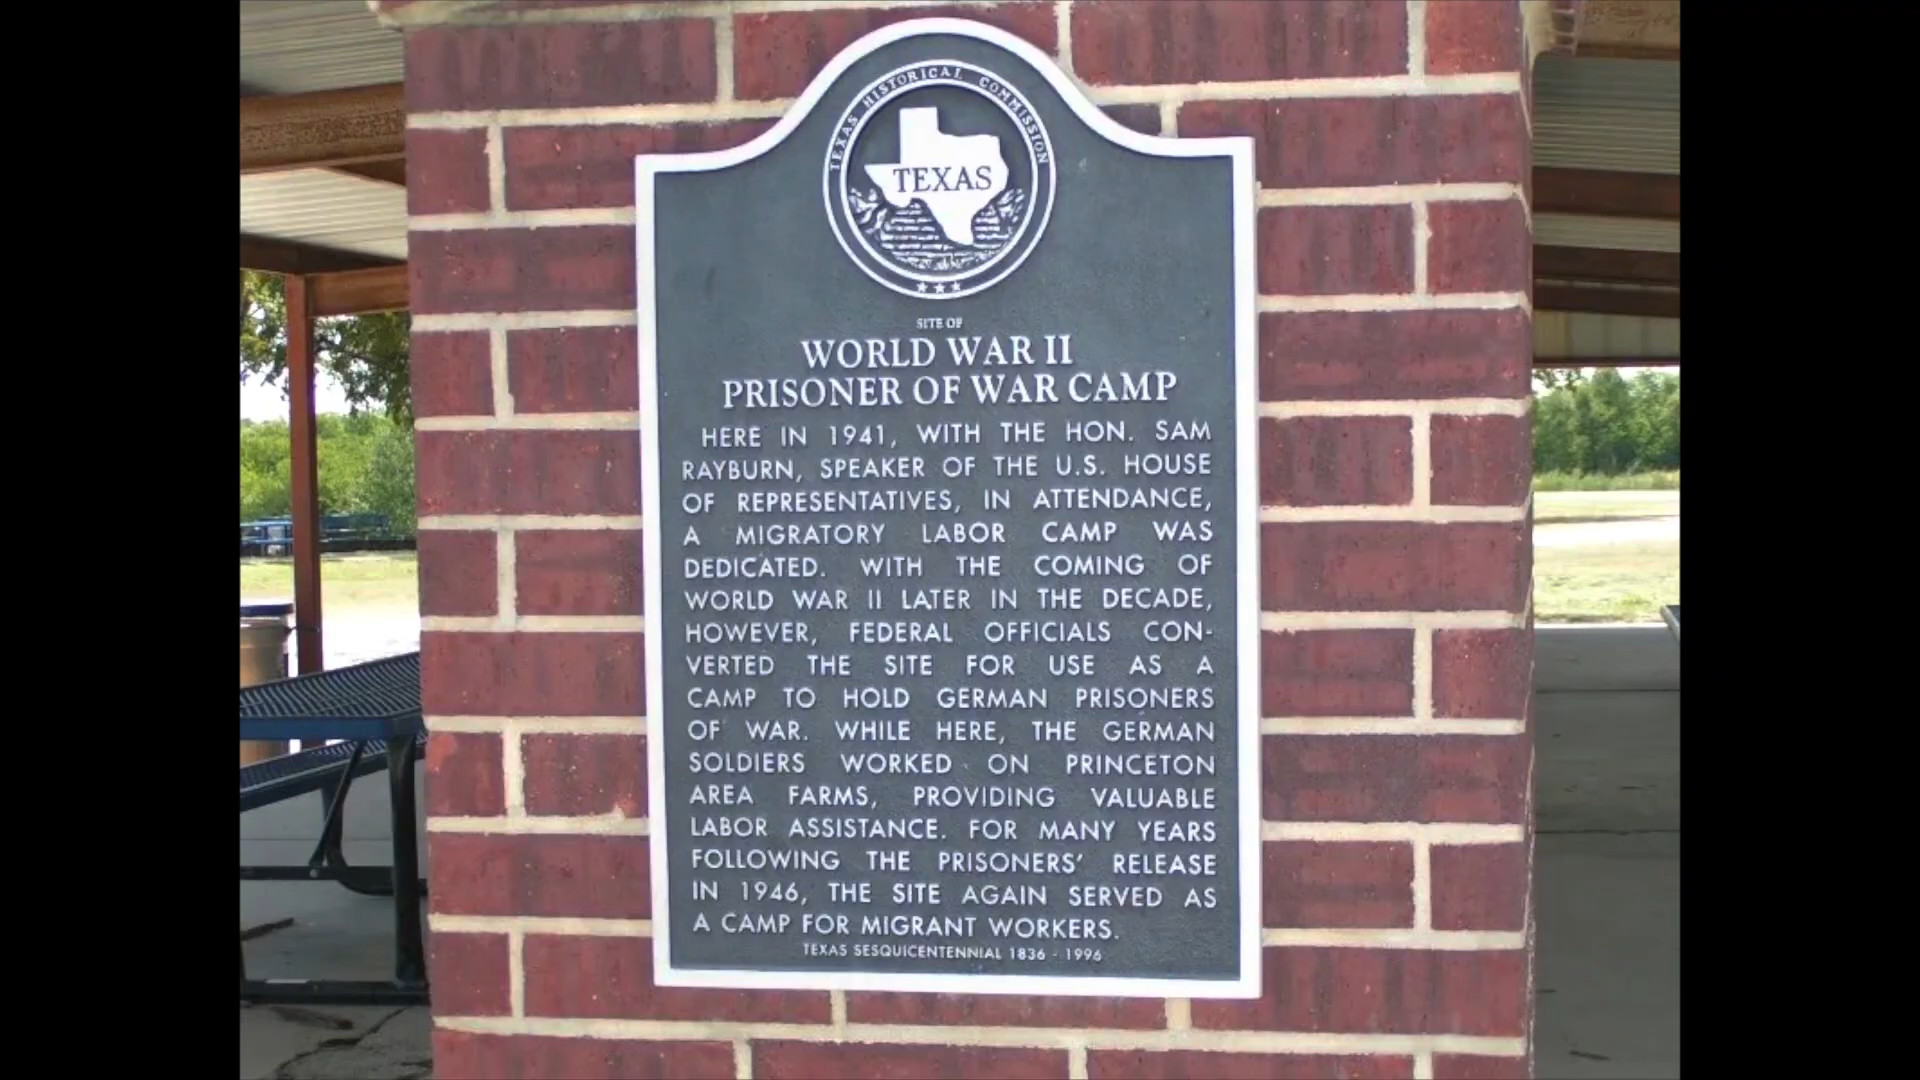 TEXAS HISTORICAL COMMISSION
TEXAS
SITE OF
WORLD WAR II
PRISONER OF WAR CAMP
HERE IN 1941, WITH THE HON. SAM
RAYBURN, SPEAKER OF THE U.S. HOUSE
OF REPRESENTATIVES, IN ATTENDANCE,
A MIGRATORY LABOR CAMP WAS
DEDICATED. WITH THE COMING OF
WORLD WAR II LATER IN THE DECADE,
HOWEVER, FEDERAL OFFICIALS CON-
VERTED THE SITE FOR USE AS A
CAMP TO HOLD GERMAN PRISONERS
OF WAR. WHILE HERE, THE GERMAN
SOLDIERS WORKED ON PRINCETON
AREA FARMS, PROVIDING VALUABLE
LABOR ASSISTANCE. FOR MANY YEARS
FOLLOWING THE PRISONERS' RELEASE
IN 1946, THE SITE AGAIN SERVED AS
A CAMP FOR MIGRANT WORKERS.
TEXAS SESQUICENTENNIAL 1836 - 1996